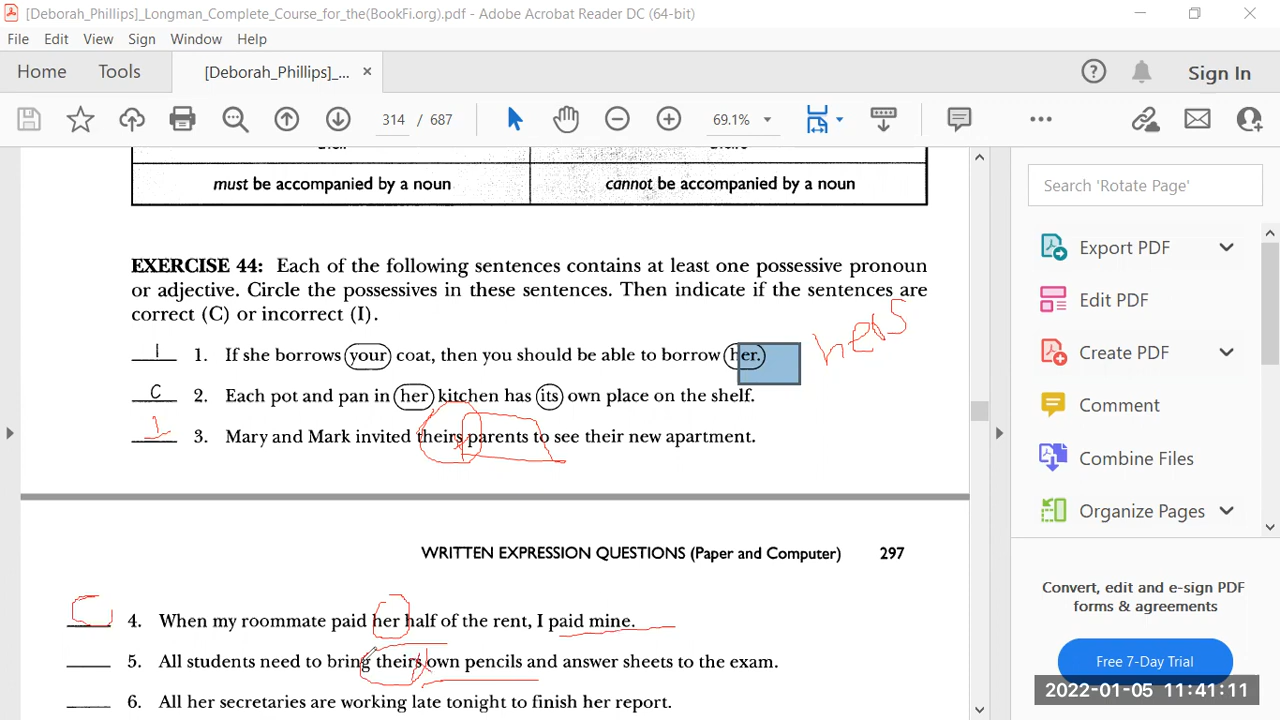 [Deborah_Phillips]_Longman_Complete_Course_for_the(BookFi.org).pdf - Adobe Acrobat Reader DC (64-bit)
File Edit View Sign Window Help
Home Tools [Deborah_Phillips]_... × Sign In
314 / 687 69.1%
must be accompanied by a noun cannot be accompanied by a noun
EXERCISE 44: Each of the following sentences contains at least one possessive pronoun
or adjective. Circle the possessives in these sentences. Then indicate if the sentences are
correct (C) or incorrect (I).
hers
I 1. If she borrows your coat, then you should be able to borrow her.
C 2. Each pot and pan in her kitchen has its own place on the shelf.
I 3. Mary and Mark invited theirs parents to see their new apartment.
WRITTEN EXPRESSION QUESTIONS (Paper and Computer) 297
C 4. When my roommate paid her half of the rent, I paid mine.
5. All students need to bring theirs own pencils and answer sheets to the exam.
6. All her secretaries are working late tonight to finish her report.
Search 'Rotate Page'
Export PDF
Edit PDF
Create PDF
Comment
Combine Files
Organize Pages
Convert, edit and e-sign PDF
forms & agreements
Free 7-Day Trial
2022-01-05 11:41:11